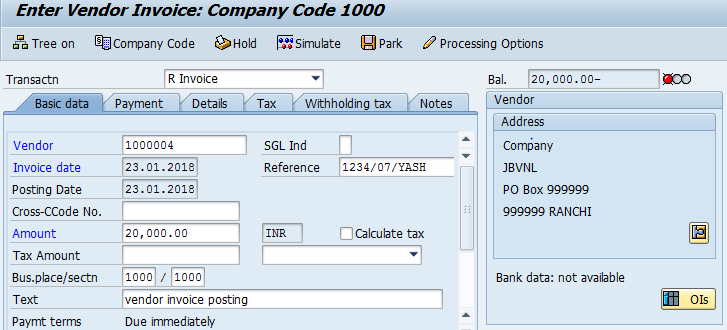 Enter Vendor Invoice: Company Code 1000
Tree on Company Code Hold Simulate Park Processing Options
Transactn R Invoice Bal. 20,000.00-
Basic data Payment Details Tax Withholding tax Notes
Vendor 1000004 SGL Ind
Invoice date 23.01.2018 Reference 1234/07/YASH
Posting Date 23.01.2018
Cross-CCode No.
Amount 20,000.00 INR Calculate tax
Tax Amount
Bus.place/sectn 1000 / 1000
Text vendor invoice posting
Paymt terms Due immediately
Vendor
Address
Company
JBVNL
PO Box 999999
999999 RANCHI
Bank data: not available
OIs